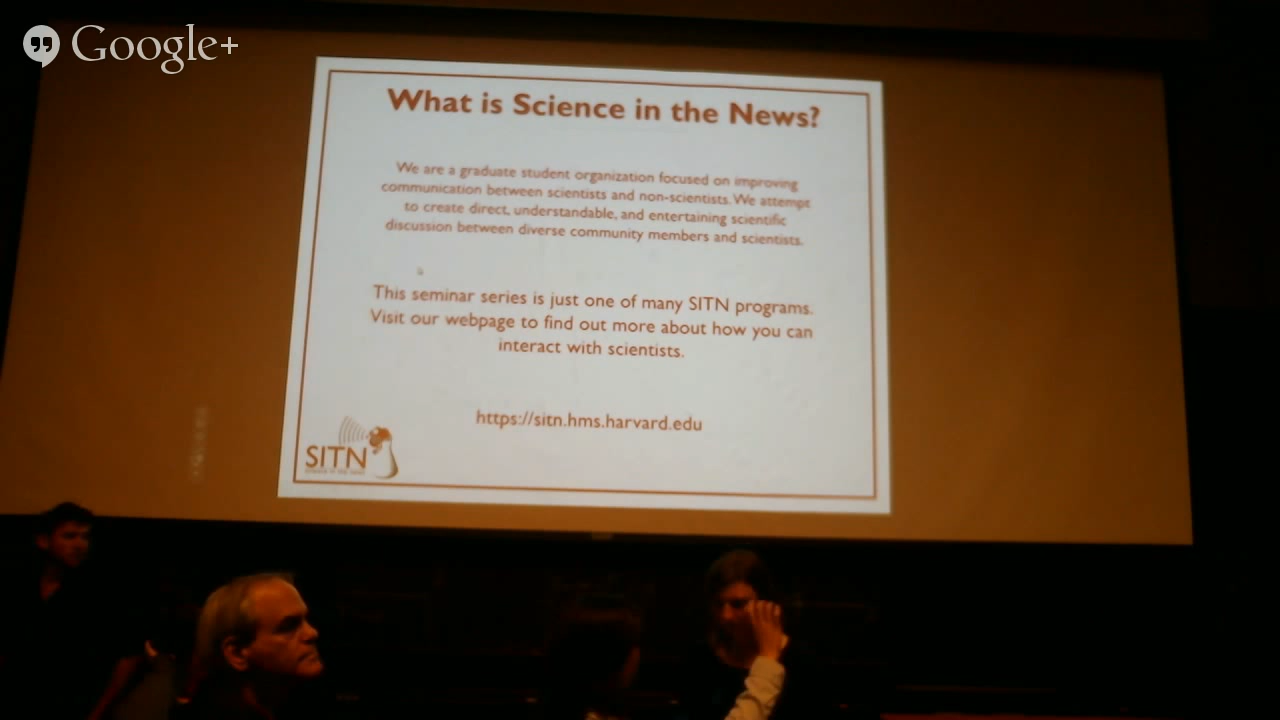 Google+
What is Science in the News?
We are a graduate student organization focused on improving
communication between scientists and non-scientists. We attempt
to create direct, understandable, and entertaining scientific
discussion between diverse community members and scientists.
This seminar series is just one of many SITN programs.
Visit our webpage to find out more about how you can
interact with scientists.
https://sitn.hms.harvard.edu
SITN